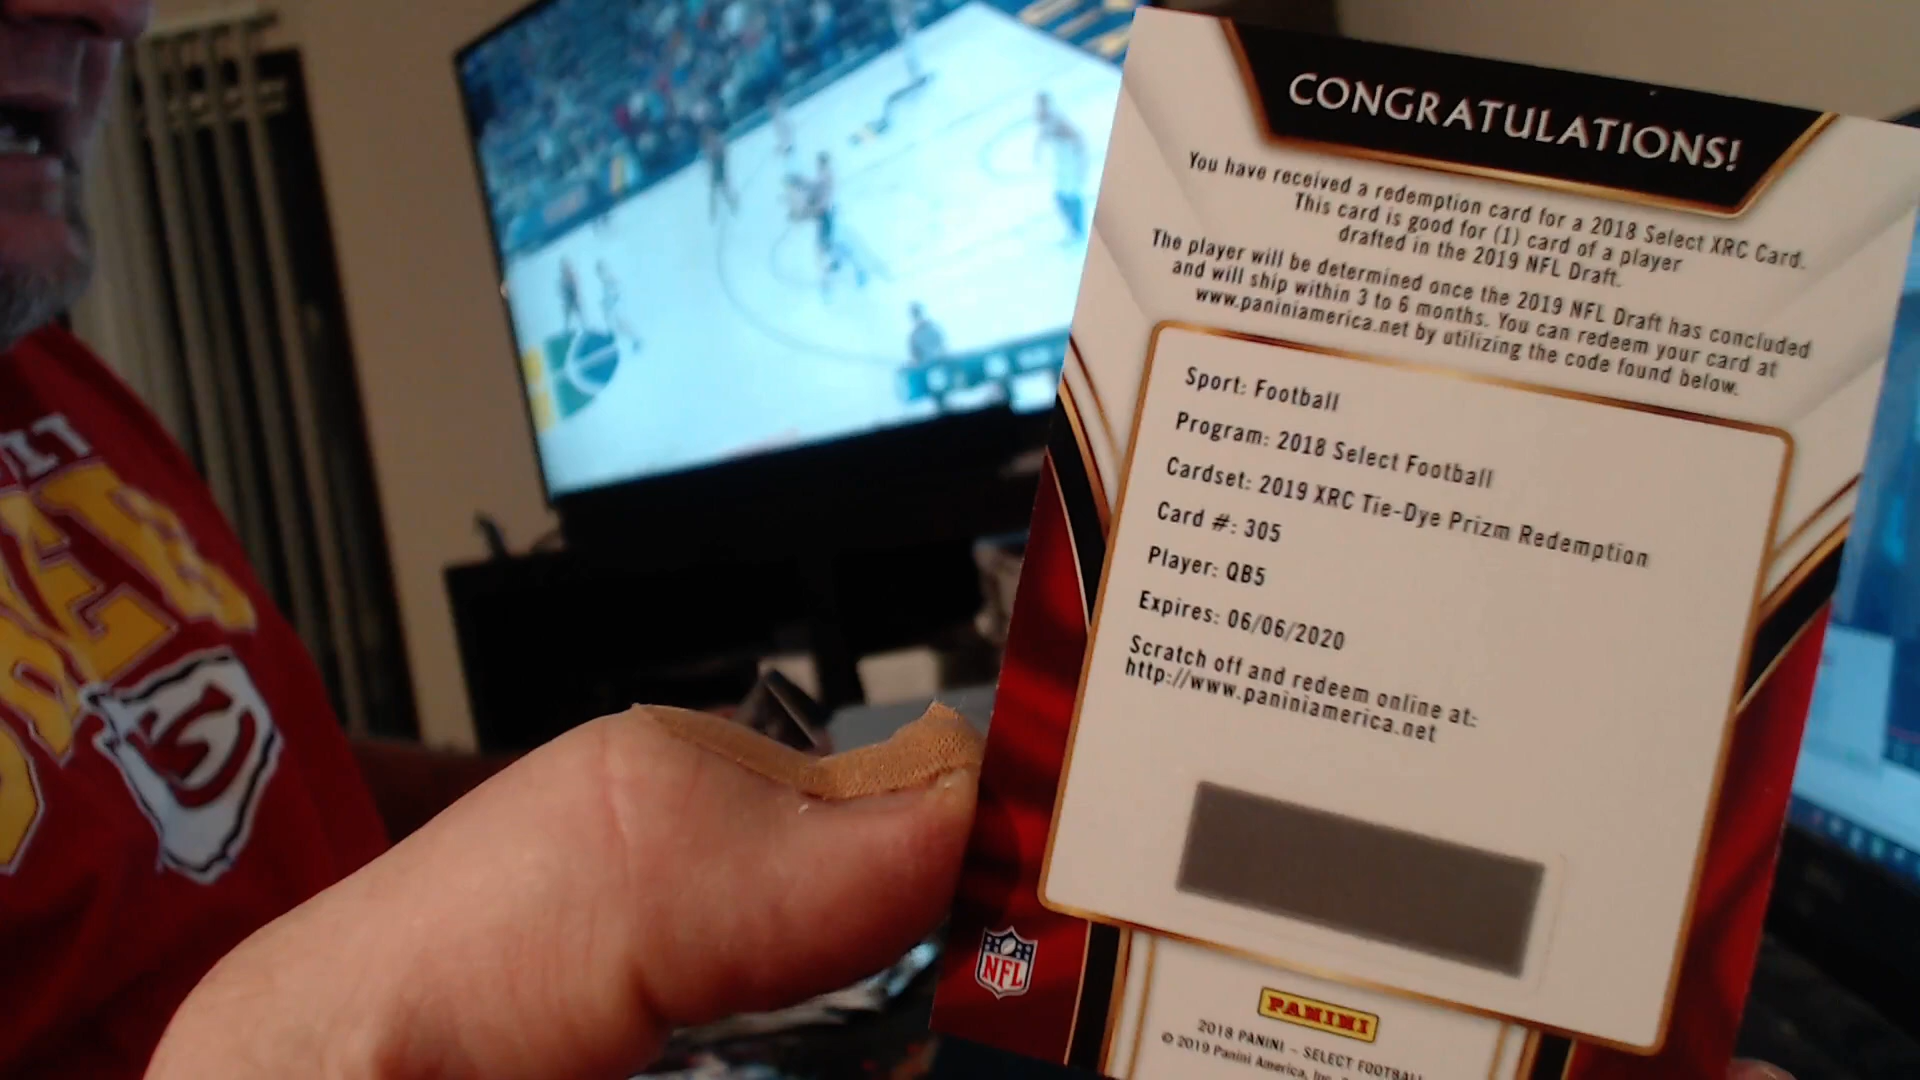 CONGRATULATIONS!
You have received a redemption card for a 2018 Select XRC Card.
This card is good for (1) card of a player
drafted in the 2019 NFL Draft.
The player will be determined once the 2019 NFL Draft has concluded
and will ship within 3 to 6 months. You can redeem your card at
www.paniniamerica.net by utilizing the code found below.
Sport: Football
Program: 2018 Select Football
Cardset: 2019 XRC Tie-Dye Prizm Redemption
Card #: 305
Player: QB5
Expires: 06/06/2020
Scratch off and redeem online at:
http://www.paniniamerica.net
NFL
PANINI
2018 PANINI – SELECT FOOTBALL
© 2019 Panini America, Inc.